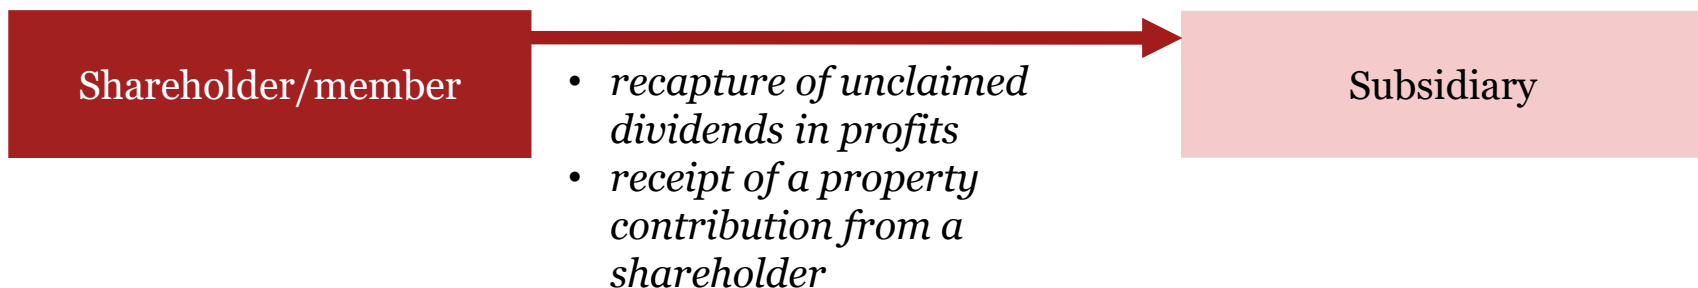 Shareholder/member
• recapture of unclaimed
dividends in profits
• receipt of a property
contribution from a
shareholder
Subsidiary